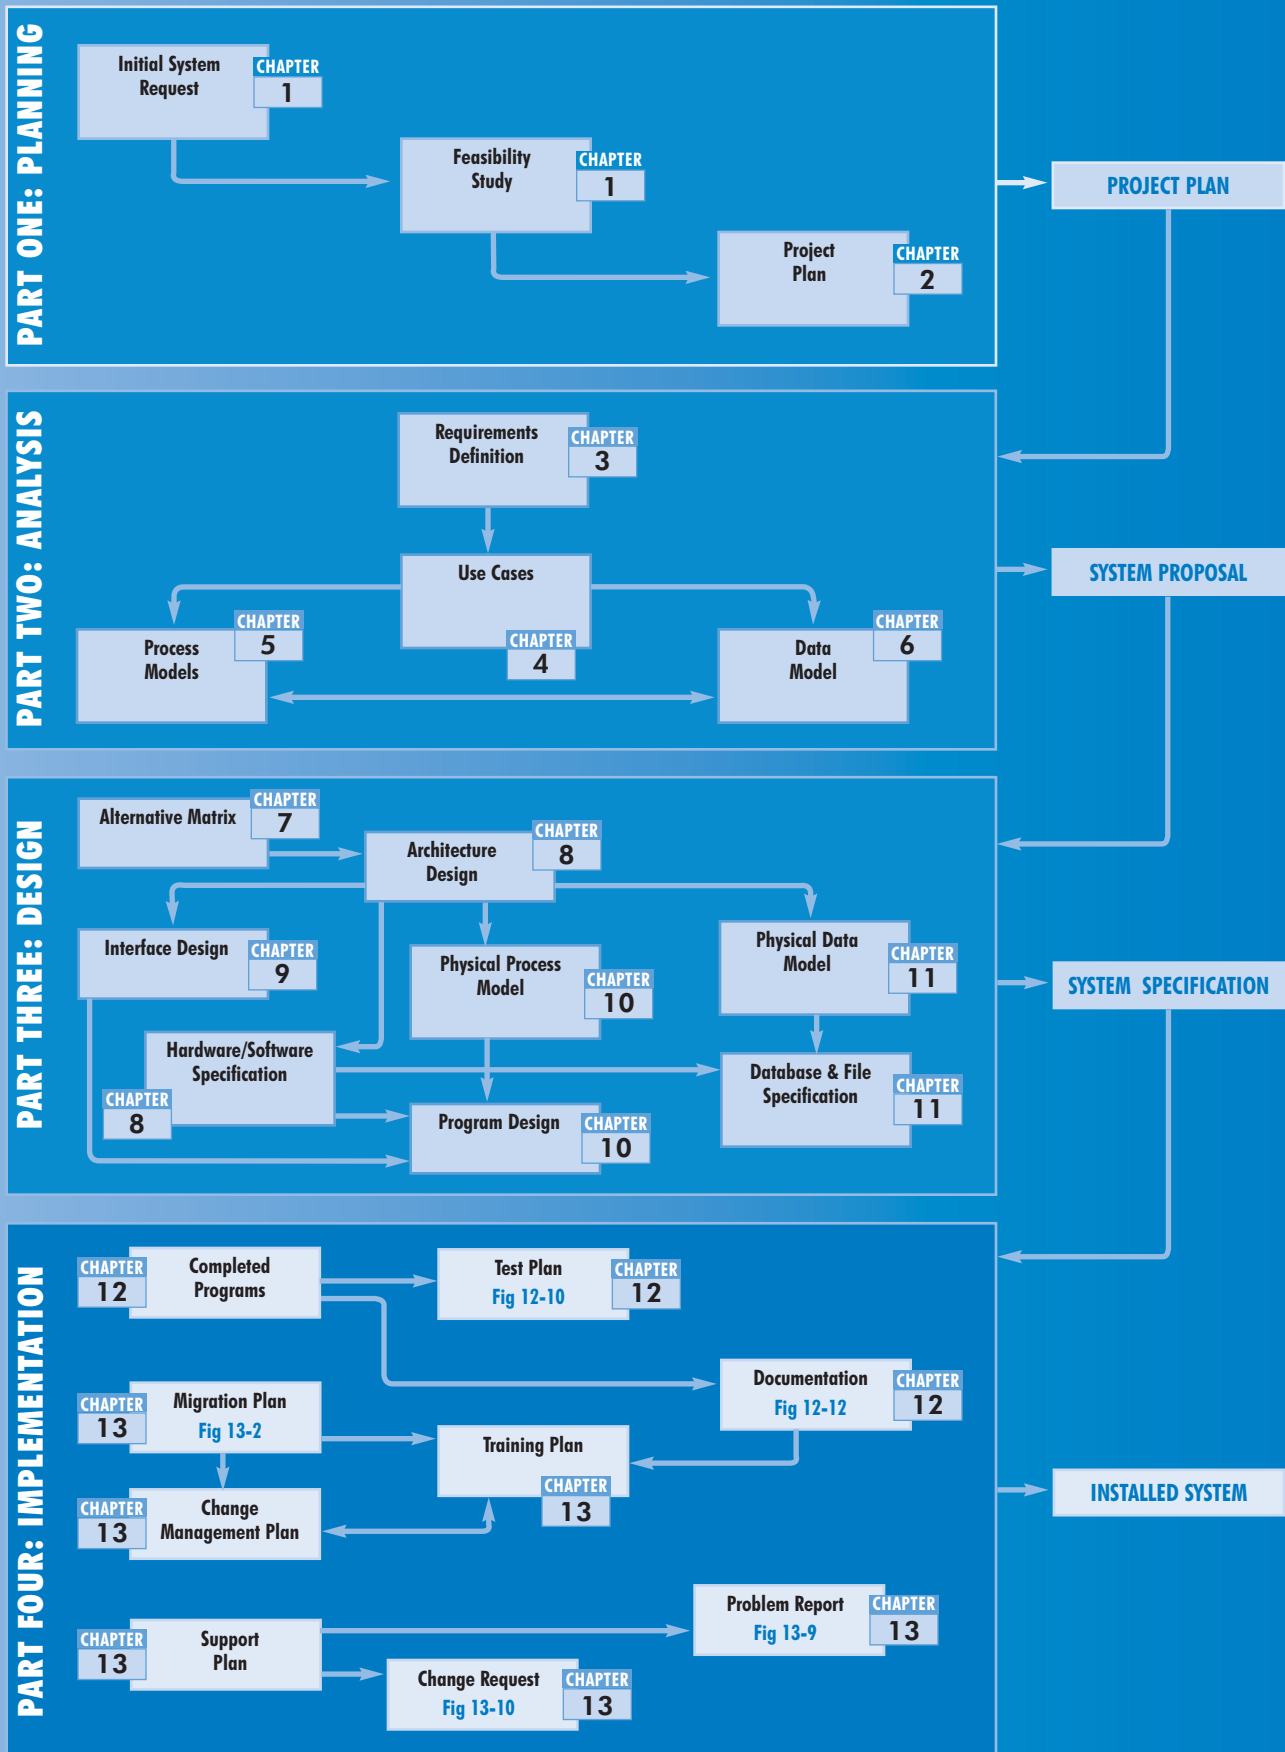 PART ONE: PLANNING
Initial System
Request
CHAPTER
1
Feasibility
Study
CHAPTER
1
Project
Plan
CHAPTER
2
PROJECT PLAN
PART TWO: ANALYSIS
Requirements
Definition
CHAPTER
3
Use Cases
CHAPTER
4
Process
Models
CHAPTER
5
Data
Model
CHAPTER
6
SYSTEM PROPOSAL
PART THREE: DESIGN
Alternative Matrix
CHAPTER
7
Architecture
Design
CHAPTER
8
Interface Design
CHAPTER
9
Physical Process
Model
CHAPTER
10
Physical Data
Model
CHAPTER
11
Hardware/Software
Specification
CHAPTER
8
Database & File
Specification
CHAPTER
11
Program Design
CHAPTER
10
SYSTEM SPECIFICATION
PART FOUR: IMPLEMENTATION
CHAPTER
12
Completed
Programs
Test Plan
Fig 12-10
CHAPTER
12
Documentation
Fig 12-12
CHAPTER
12
CHAPTER
13
Migration Plan
Fig 13-2
Training Plan
CHAPTER
13
CHAPTER
13
Change
Management Plan
INSTALLED SYSTEM
Problem Report
Fig 13-9
CHAPTER
13
CHAPTER
13
Support
Plan
Change Request
Fig 13-10
CHAPTER
13